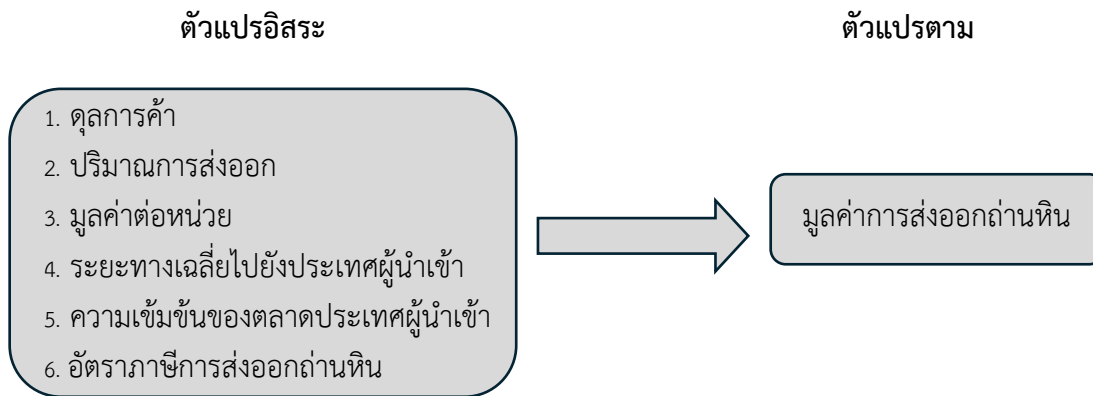 ตัวแปรอิสระ
ตัวแปรตาม
1. ดุลการค้า
2. ปริมาณการส่งออก
3. มูลค่าต่อหน่วย
4. ระยะทางเฉลี่ยไปยังประเทศผู้นำเข้า
5. ความเข้มข้นของตลาดประเทศผู้นำเข้า
6. อัตราภาษีการส่งออกถ่านหิน
มูลค่าการส่งออกถ่านหิน